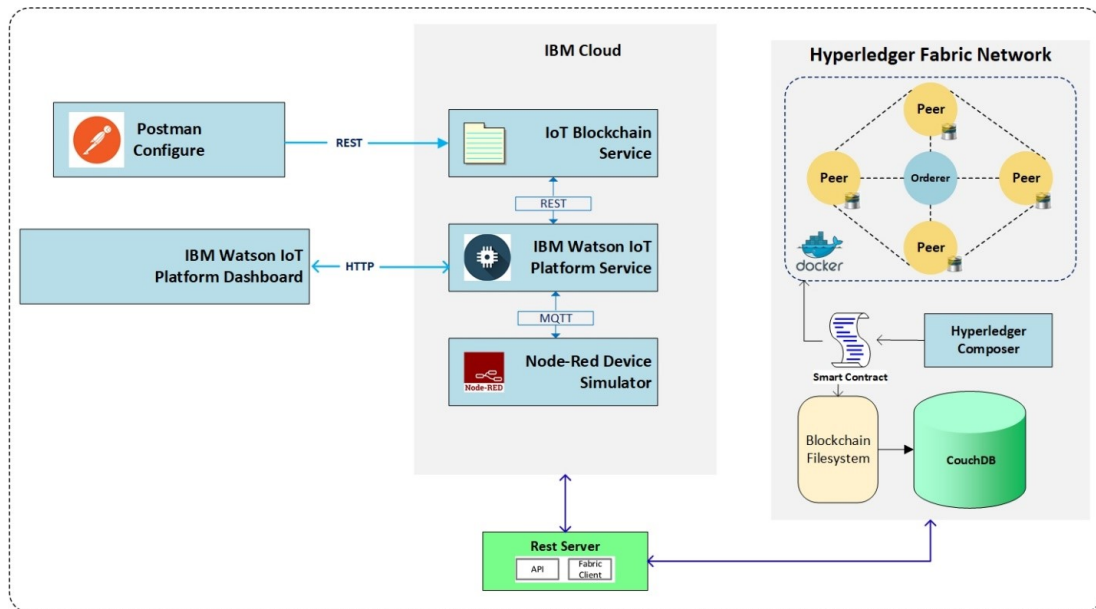 IBM Cloud
Hyperledger Fabric Network
Postman
Configure
REST
IoT Blockchain
Service
REST
IBM Watson IoT
Platform Dashboard
HTTP
IBM Watson IoT
Platform Service
MQTT
Node-RED
Node-Red Device
Simulator
Peer
Peer
Orderer
Peer
Peer
docker
Hyperledger
Composer
Smart Contract
Blockchain
Filesystem
CouchDB
Rest Server
API
Fabric
Client